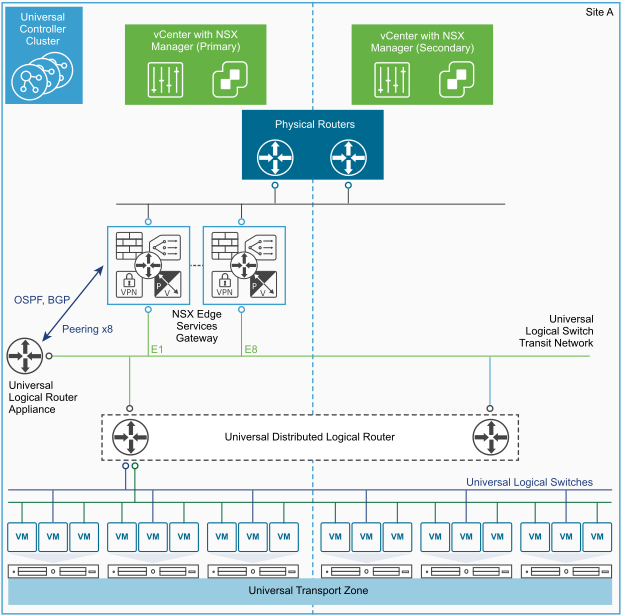 Universal
Controller
Cluster
Site A
vCenter with NSX
Manager (Primary)
vCenter with NSX
Manager (Secondary)
Physical Routers
VPN
P
V
VPN
P
V
OSPF, BGP
Peering x8
NSX Edge
Services
Gateway
E1
E8
Universal
Logical Switch
Transit Network
Universal
Logical Router
Appliance
Universal Distributed Logical Router
Universal Logical Switches
VM VM VM VM VM VM VM VM VM VM VM VM VM VM VM VM VM VM
Universal Transport Zone